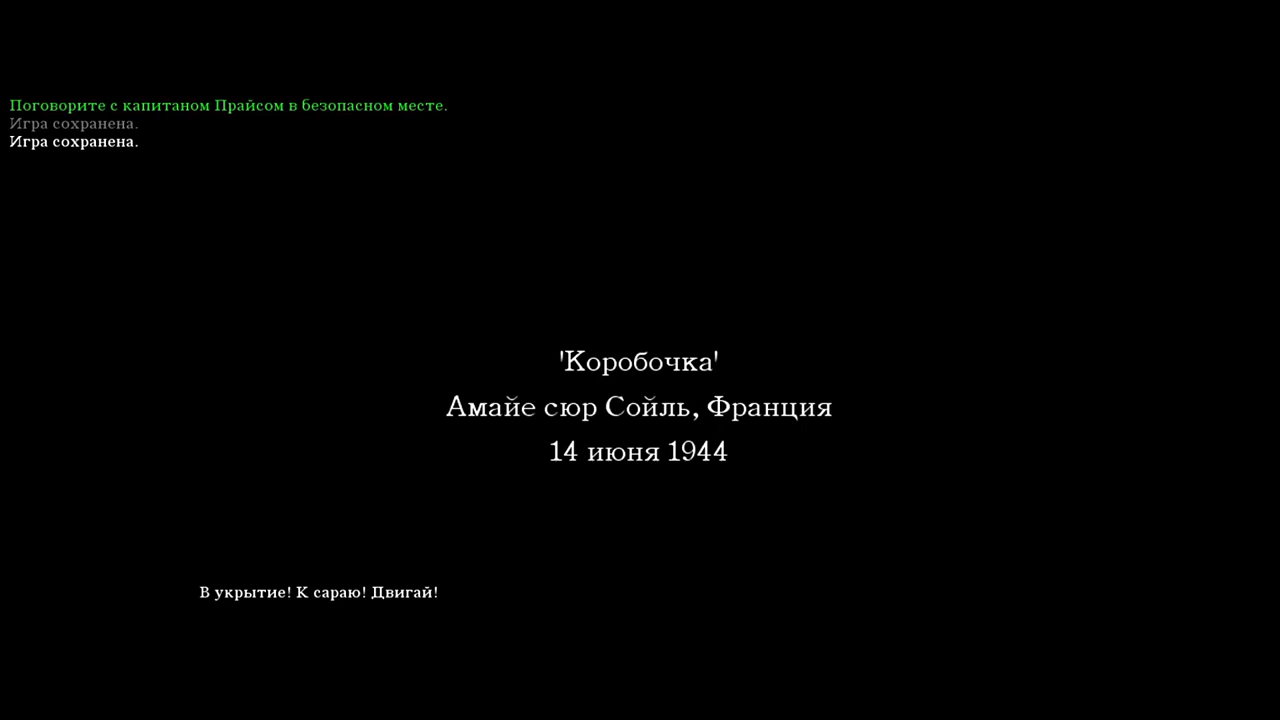 Поговорите с капитаном Прайсом в безопасном месте.
Игра сохранена.
Игра сохранена.
'Коробочка'
Амайе сюр Сойль, Франция
14 июня 1944
В укрытие! К сараю! Двигай!